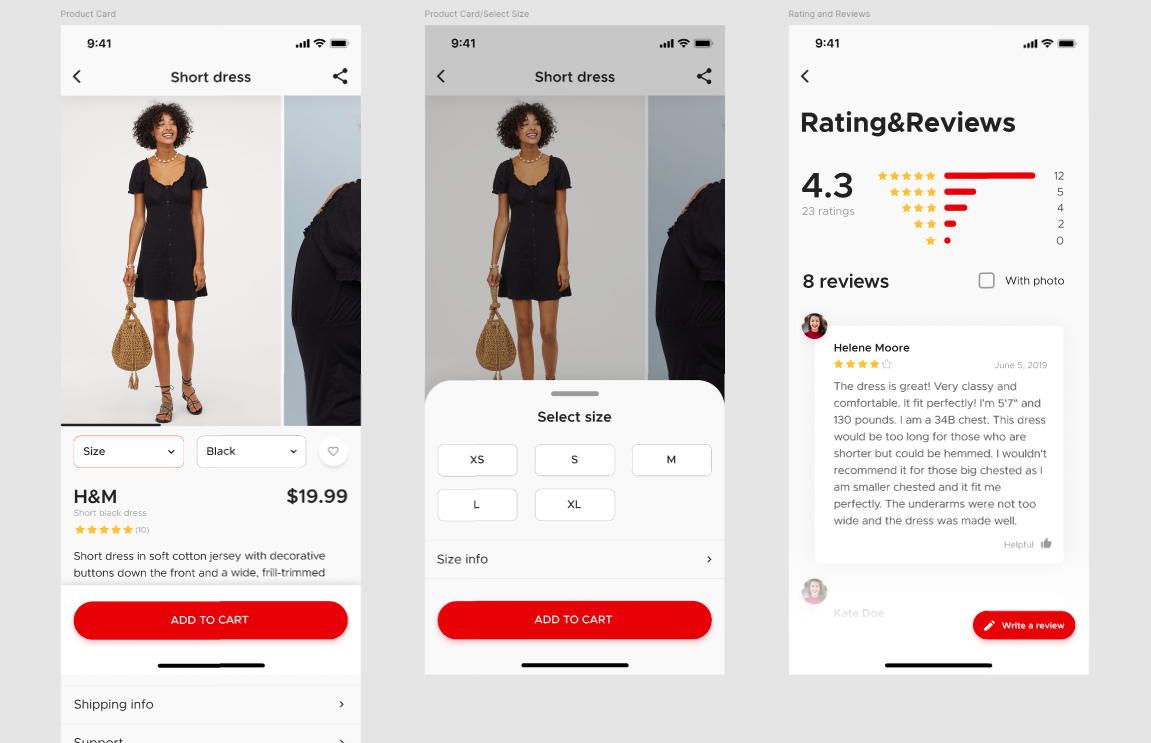 Product Card
9:41
Short dress
Size
Black
H&M
$19.99
Short black dress
(10)
Short dress in soft cotton jersey with decorative
buttons down the front and a wide, frill-trimmed
ADD TO CART
Shipping info
Support
Product Card/Select Size
9:41
Short dress
Select size
XS
S
M
L
XL
Size info
ADD TO CART
Rating and Reviews
9:41
Rating&Reviews
4.3
23 ratings
12
5
4
2
0
8 reviews
With photo
Helene Moore
June 5, 2019
The dress is great! Very classy and
comfortable. It fit perfectly! I'm 5'7" and
130 pounds. I am a 34B chest. This dress
would be too long for those who are
shorter but could be hemmed. I wouldn't
recommend it for those big chested as I
am smaller chested and it fit me
perfectly. The underarms were not too
wide and the dress was made well.
Helpful
Kate Doe
Write a review